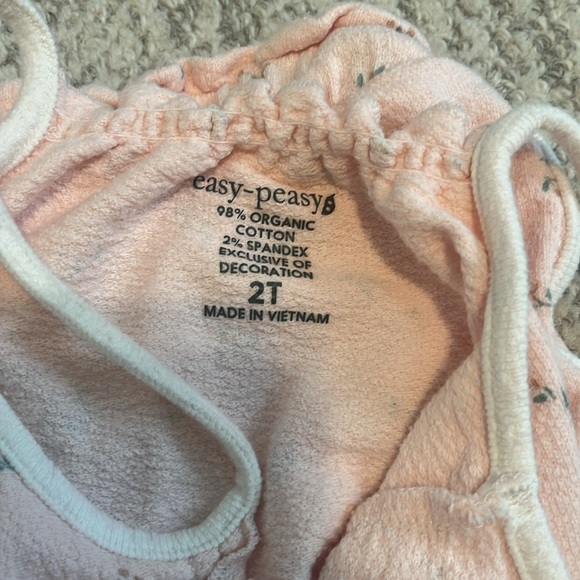 easy-peasy
98% ORGANIC
COTTON
2% SPANDEX
EXCLUSIVE OF
DECORATION
2T
MADE IN VIETNAM